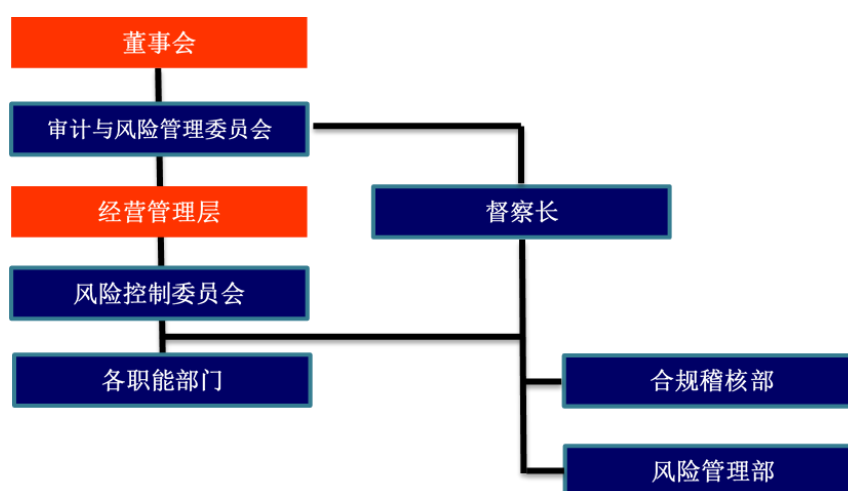 董事会
审计与风险管理委员会
经营管理层
督察长
风险控制委员会
各职能部门
合规稽核部
风险管理部